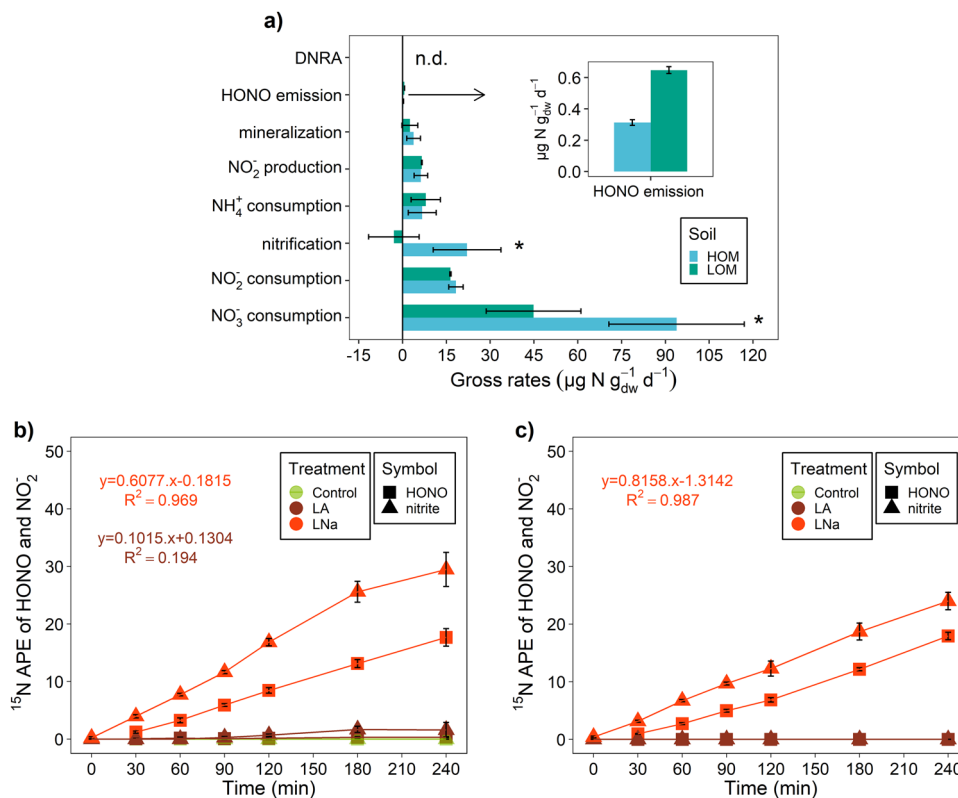 a)
DNRA
n.d.
HONO emission
mineralization
NO₂⁻ production
NH₄⁺ consumption
nitrification
*
NO₂⁻ consumption
NO₃⁻ consumption
*
-15 0 15 30 45 60 75 90 105 120
Gross rates (µg N g_dw⁻¹ d⁻¹)
µg N g_dw⁻¹ d⁻¹
0.6
0.4
0.2
0.0
HONO emission
Soil
HOM
LOM
b)
¹⁵N APE of HONO and NO₂⁻
50
40
30
20
10
0
y=0.6077.x-0.1815
R² = 0.969
y=0.1015.x+0.1304
R² = 0.194
Treatment
Control
LA
LNa
Symbol
HONO
nitrite
0 30 60 90 120 150 180 210 240
Time (min)
c)
¹⁵N APE of HONO and NO₂⁻
50
40
30
20
10
0
y=0.8158.x-1.3142
R² = 0.987
Treatment
Control
LA
LNa
Symbol
HONO
nitrite
0 30 60 90 120 150 180 210 240
Time (min)